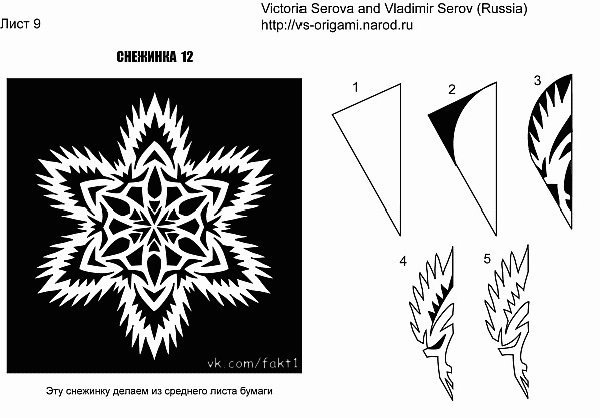 Victoria Serova and Vladimir Serov (Russia)
Лист 9
http://vs-origami.narod.ru
СНЕЖИНКА 12
1
2
3
4
5
vk.com/fakt1
Эту снежинку делаем из среднего листа бумаги